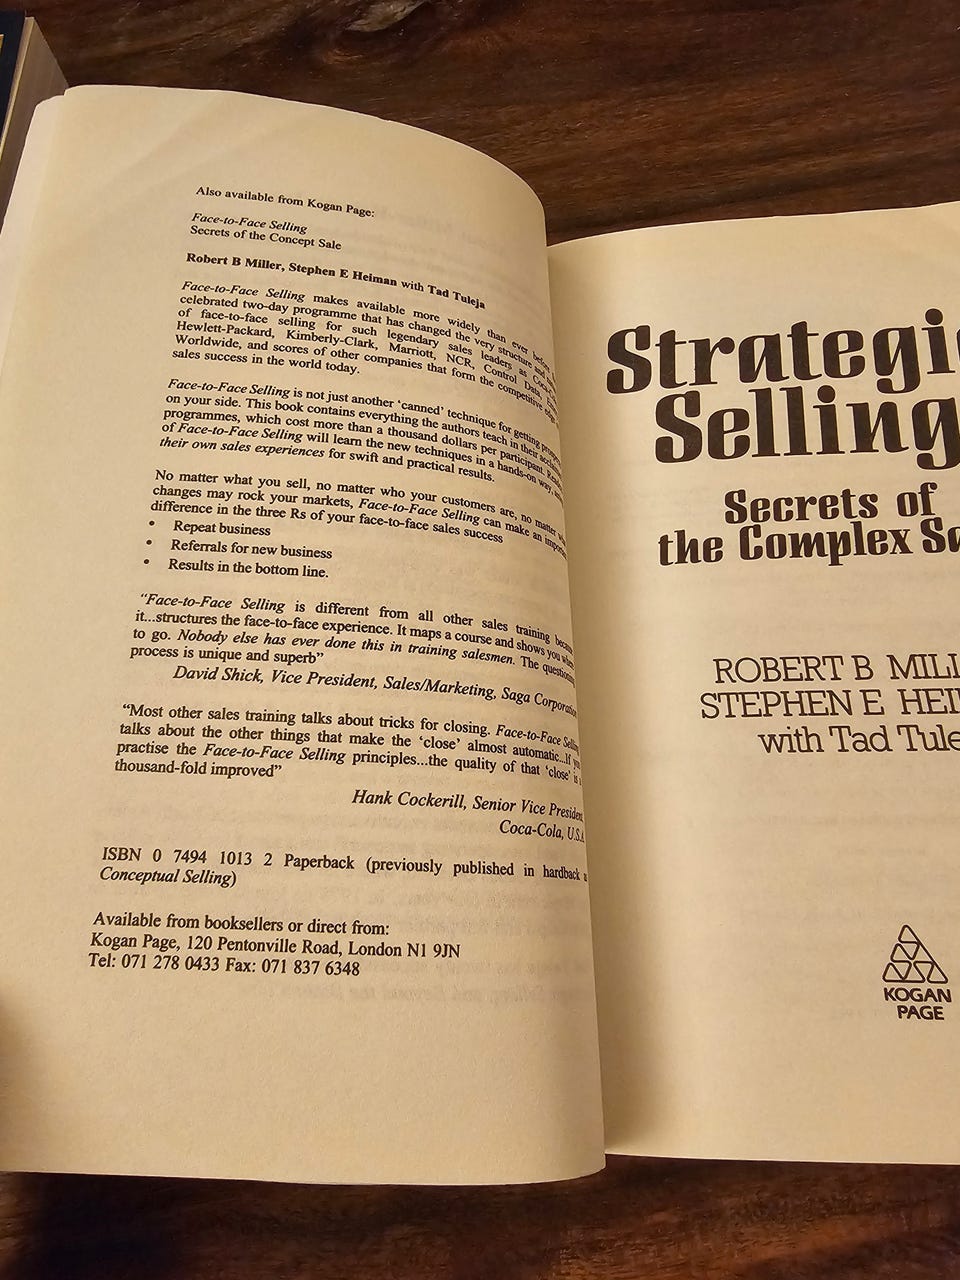 Also available from Kogan Page:
Face-to-Face Selling
Secrets of the Concept Sale
Robert B Miller, Stephen E Heiman with Tad Tuleja
Face-to-Face Selling makes available more widely than ever
celebrated two-day programme that has changed the very structure and
of face-to-face selling for such legendary sales leaders as
Hewlett-Packard, Kimberly-Clark, Marriott, NCR, Control Data,
Worldwide, and scores of other companies that form the competitive edge
sales success in the world today.
Face-to-Face Selling is not just another 'canned' technique for getting
on your side. This book contains everything the authors teach in their
programmes, which cost more than a thousand dollars per participant.
of Face-to-Face Selling will learn the new techniques in a hands-on way,
their own sales experiences for swift and practical results.
No matter what you sell, no matter who your customers are, no matter
changes may rock your markets, Face-to-Face Selling can make an
difference in the three Rs of your face-to-face sales success
• Repeat business
• Referrals for new business
• Results in the bottom line.
"Face-to-Face Selling is different from all other sales training
it...structures the face-to-face experience. It maps a course and shows you
to go. Nobody else has ever done this in training salesmen. The
process is unique and superb"
David Shick, Vice President, Sales/Marketing, Saga Corporation
"Most other sales training talks about tricks for closing. Face-to-Face
talks about the other things that make the 'close' almost automatic...If
practise the Face-to-Face Selling principles...the quality of that 'close' is
thousand-fold improved"
Hank Cockerill, Senior Vice President,
Coca-Cola, U.S.A.
ISBN 0 7494 1013 2 Paperback (previously published in hardback
Conceptual Selling)
Available from booksellers or direct from:
Kogan Page, 120 Pentonville Road, London N1 9JN
Tel: 071 278 0433 Fax: 071 837 6348
Strategi
Selling
Secrets of
the Complex Sa
ROBERT B MILL
STEPHEN E HEI
with Tad Tule
KOGAN
PAGE